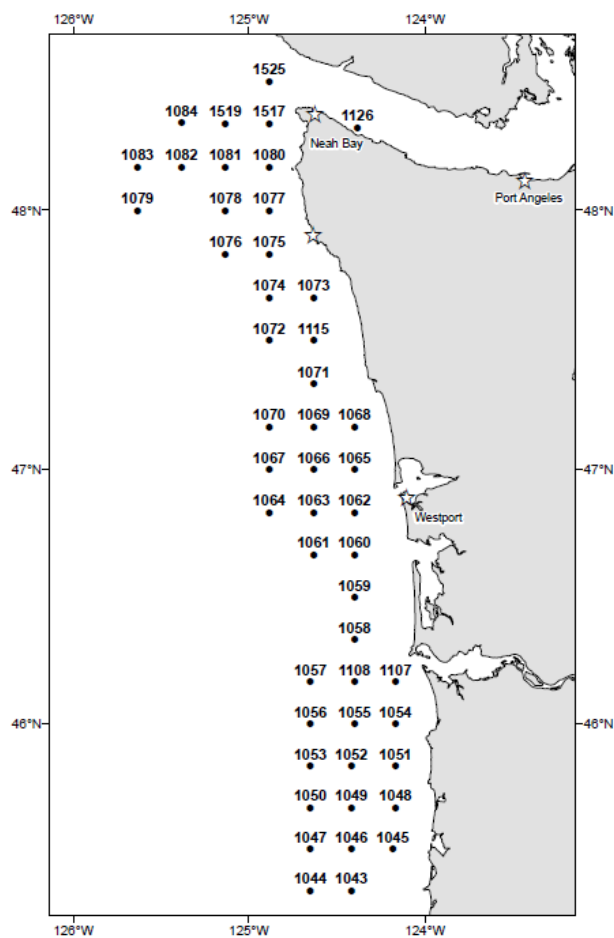 126°W 125°W 124°W
1525
1084 1519 1517 1126
Neah Bay
1083 1082 1081 1080
Port Angeles
1079 1078 1077
48°N 48°N
1076 1075
1074 1073
1072 1115
1071
1070 1069 1068
47°N 1067 1066 1065 47°N
1064 1063 1062
Westport
1061 1060
1059
1058
1057 1108 1107
46°N 1056 1055 1054 46°N
1053 1052 1051
1050 1049 1048
1047 1046 1045
1044 1043
126°W 125°W 124°W